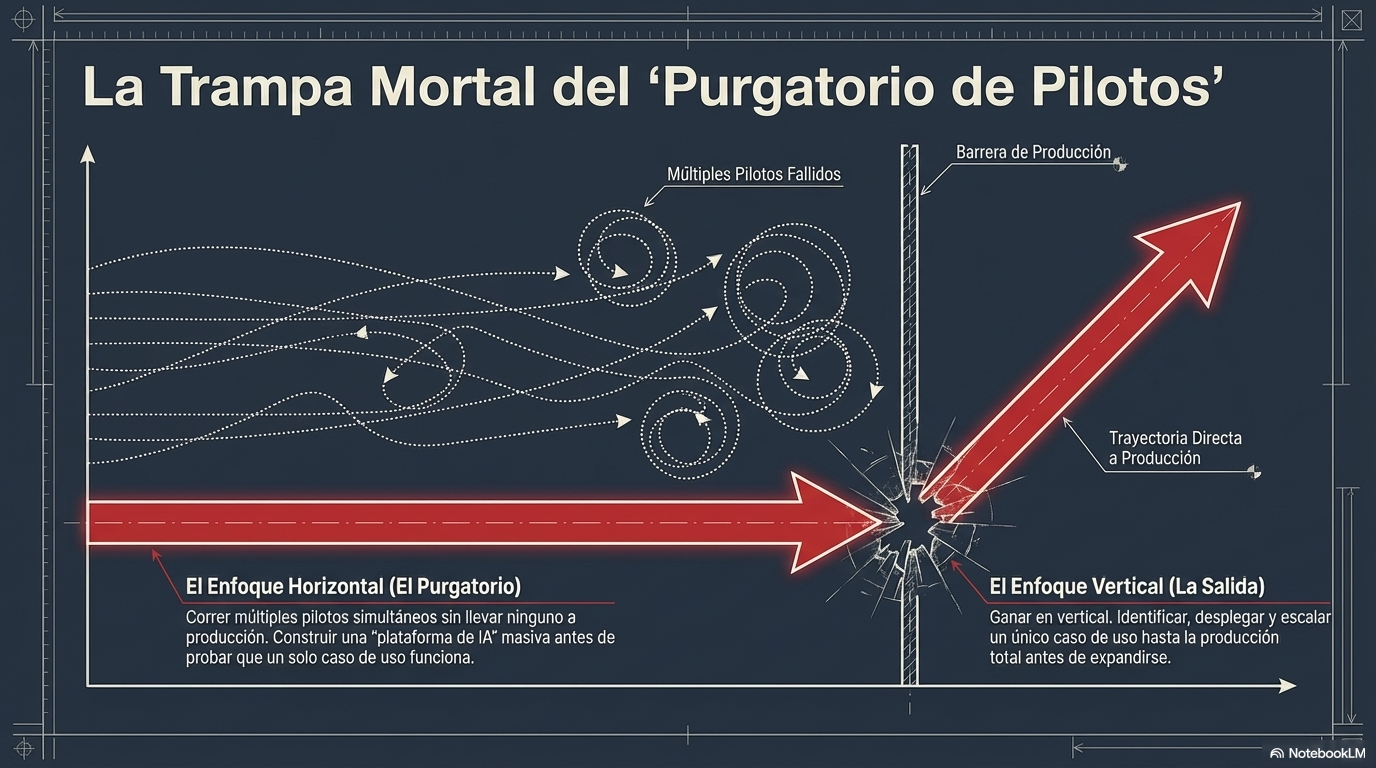 La Trampa Mortal del ‘Purgatorio de Pilotos’
Múltiples Pilotos Fallidos
Barrera de Producción
Trayectoria Directa
a Producción
El Enfoque Horizontal (El Purgatorio)
Correr múltiples pilotos simultáneos sin llevar ninguno a
producción. Construir una “plataforma de IA” masiva antes de
probar que un solo caso de uso funciona.
El Enfoque Vertical (La Salida)
Ganar en vertical. Identificar, desplegar y escalar
un único caso de uso hasta la producción
total antes de expandirse.
NotebookLM